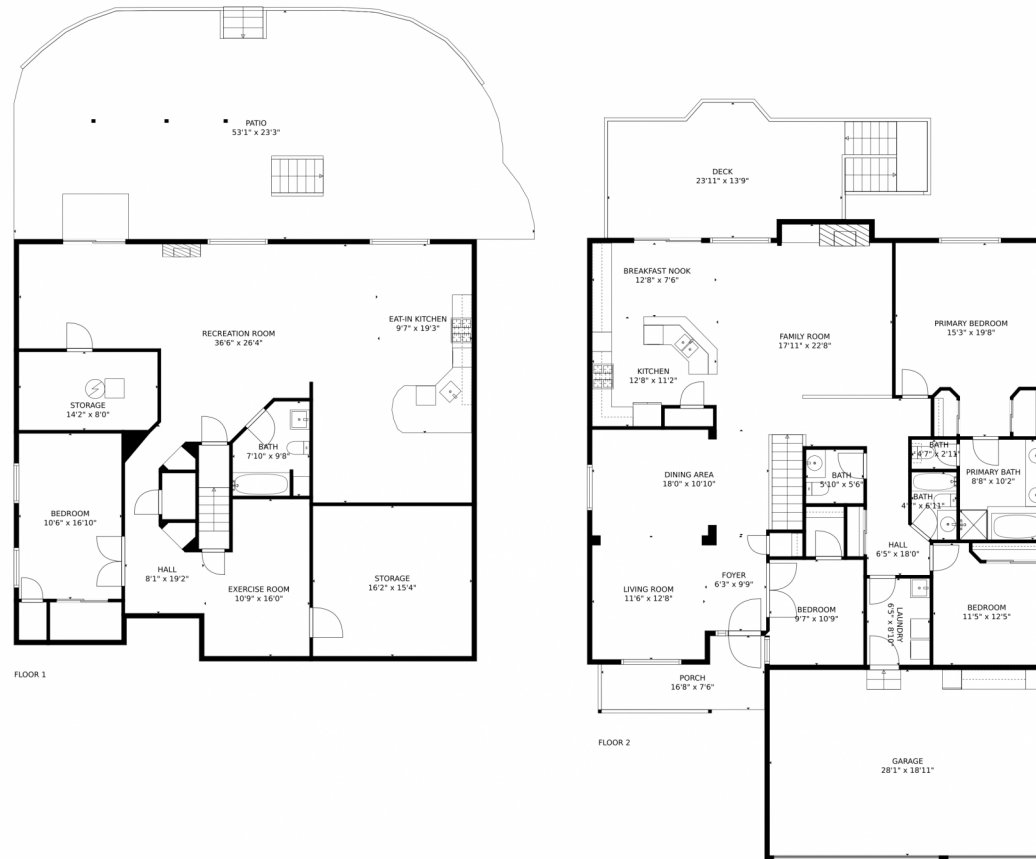 PATIO
53'1" x 23'3"
RECREATION ROOM
36'6" x 26'4"
EAT-IN KITCHEN
9'7" x 19'3"
STORAGE
14'2" x 8'0"
BATH
7'10" x 9'8"
BEDROOM
10'6" x 16'10"
HALL
8'1" x 19'2"
EXERCISE ROOM
10'9" x 16'0"
STORAGE
16'2" x 15'4"
FLOOR 1
DECK
23'11" x 13'9"
BREAKFAST NOOK
12'8" x 7'6"
FAMILY ROOM
17'11" x 22'8"
PRIMARY BEDROOM
15'3" x 19'8"
KITCHEN
12'8" x 11'2"
DINING AREA
18'0" x 10'10"
BATH
5'10" x 5'6"
BATH
4'7" x 2'11"
PRIMARY BATH
8'8" x 10'2"
BATH
HALL
6'5" x 18'0"
LIVING ROOM
11'6" x 12'8"
FOYER
6'3" x 9'9"
BEDROOM
9'7" x 10'9"
LAUNDRY
6'5" x 8'10"
BEDROOM
11'5" x 12'5"
PORCH
16'8" x 7'6"
FLOOR 2
GARAGE
28'1" x 18'11"